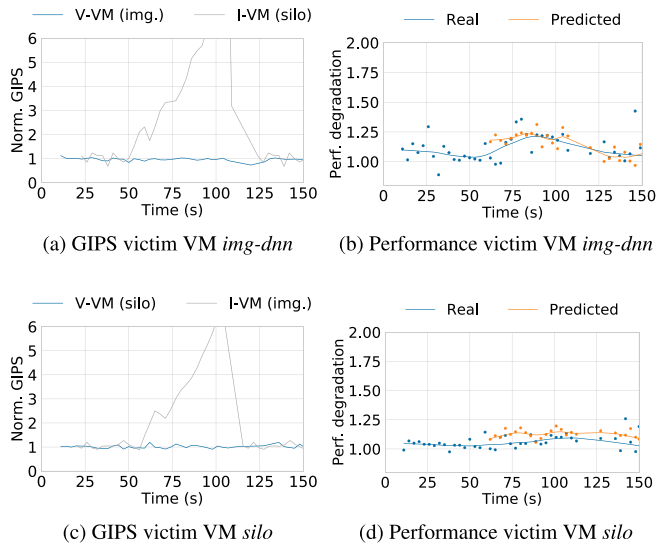 V-VM (img.) I-VM (silo)
6
5
4
3
2
1
0
Norm. GIPS
0 25 50 75 100 125 150
Time (s)
(a) GIPS victim VM img-dnn
Real Predicted
2.00
1.75
1.50
1.25
1.00
Perf. degradation
0 25 50 75 100 125 150
Time (s)
(b) Performance victim VM img-dnn
V-VM (silo) I-VM (img.)
6
5
4
3
2
1
0
Norm. GIPS
0 25 50 75 100 125 150
Time (s)
(c) GIPS victim VM silo
Real Predicted
2.00
1.75
1.50
1.25
1.00
Perf. degradation
0 25 50 75 100 125 150
Time (s)
(d) Performance victim VM silo